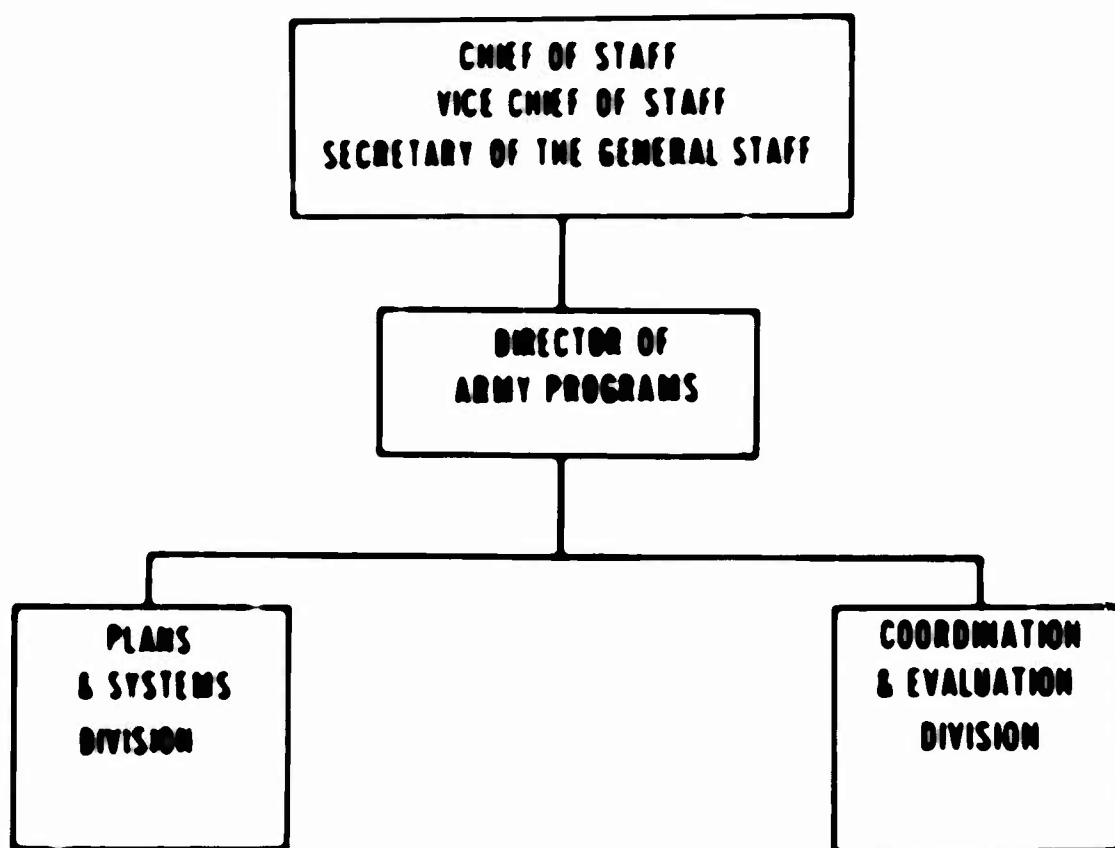 CHIEF OF STAFF
VICE CHIEF OF STAFF
SECRETARY OF THE GENERAL STAFF
DIRECTOR OF
ARMY PROGRAMS
PLANS
& SYSTEMS
DIVISION
COORDINATION
& EVALUATION
DIVISION